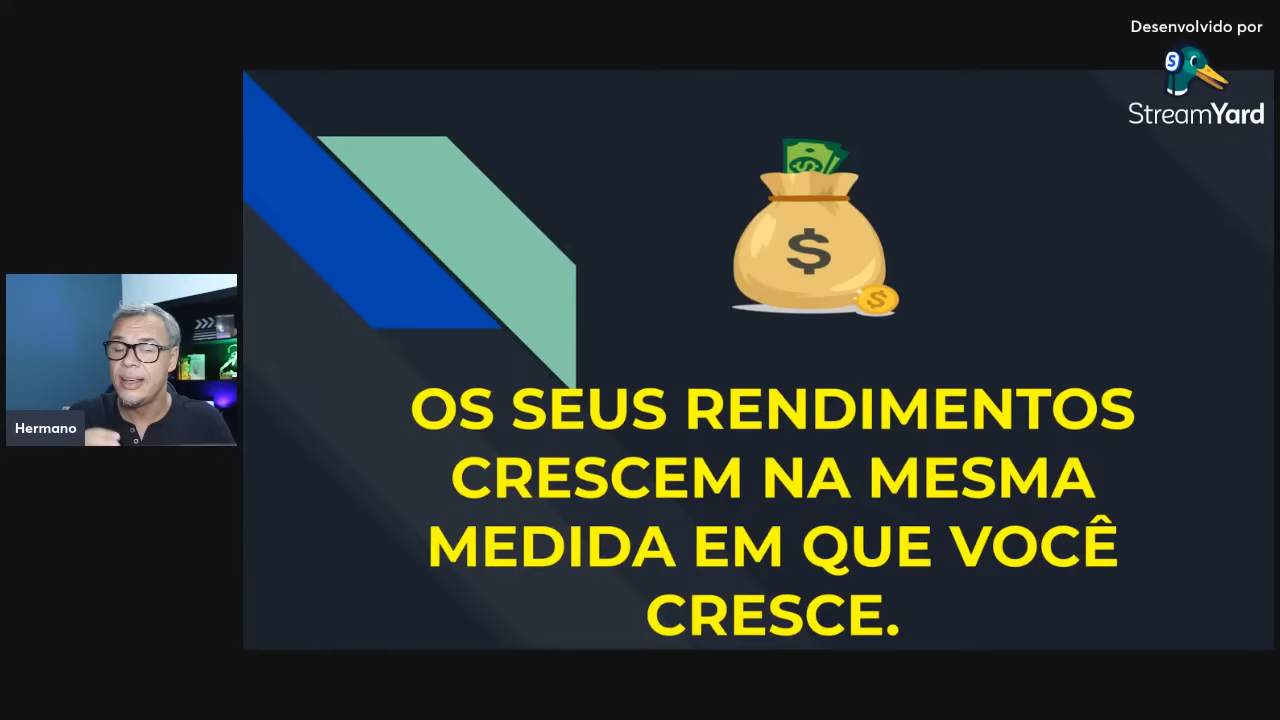 Desenvolvido por
StreamYard
$
$
OS SEUS RENDIMENTOS
CRESCEM NA MESMA
MEDIDA EM QUE VOCÊ
CRESCE.
Hermano